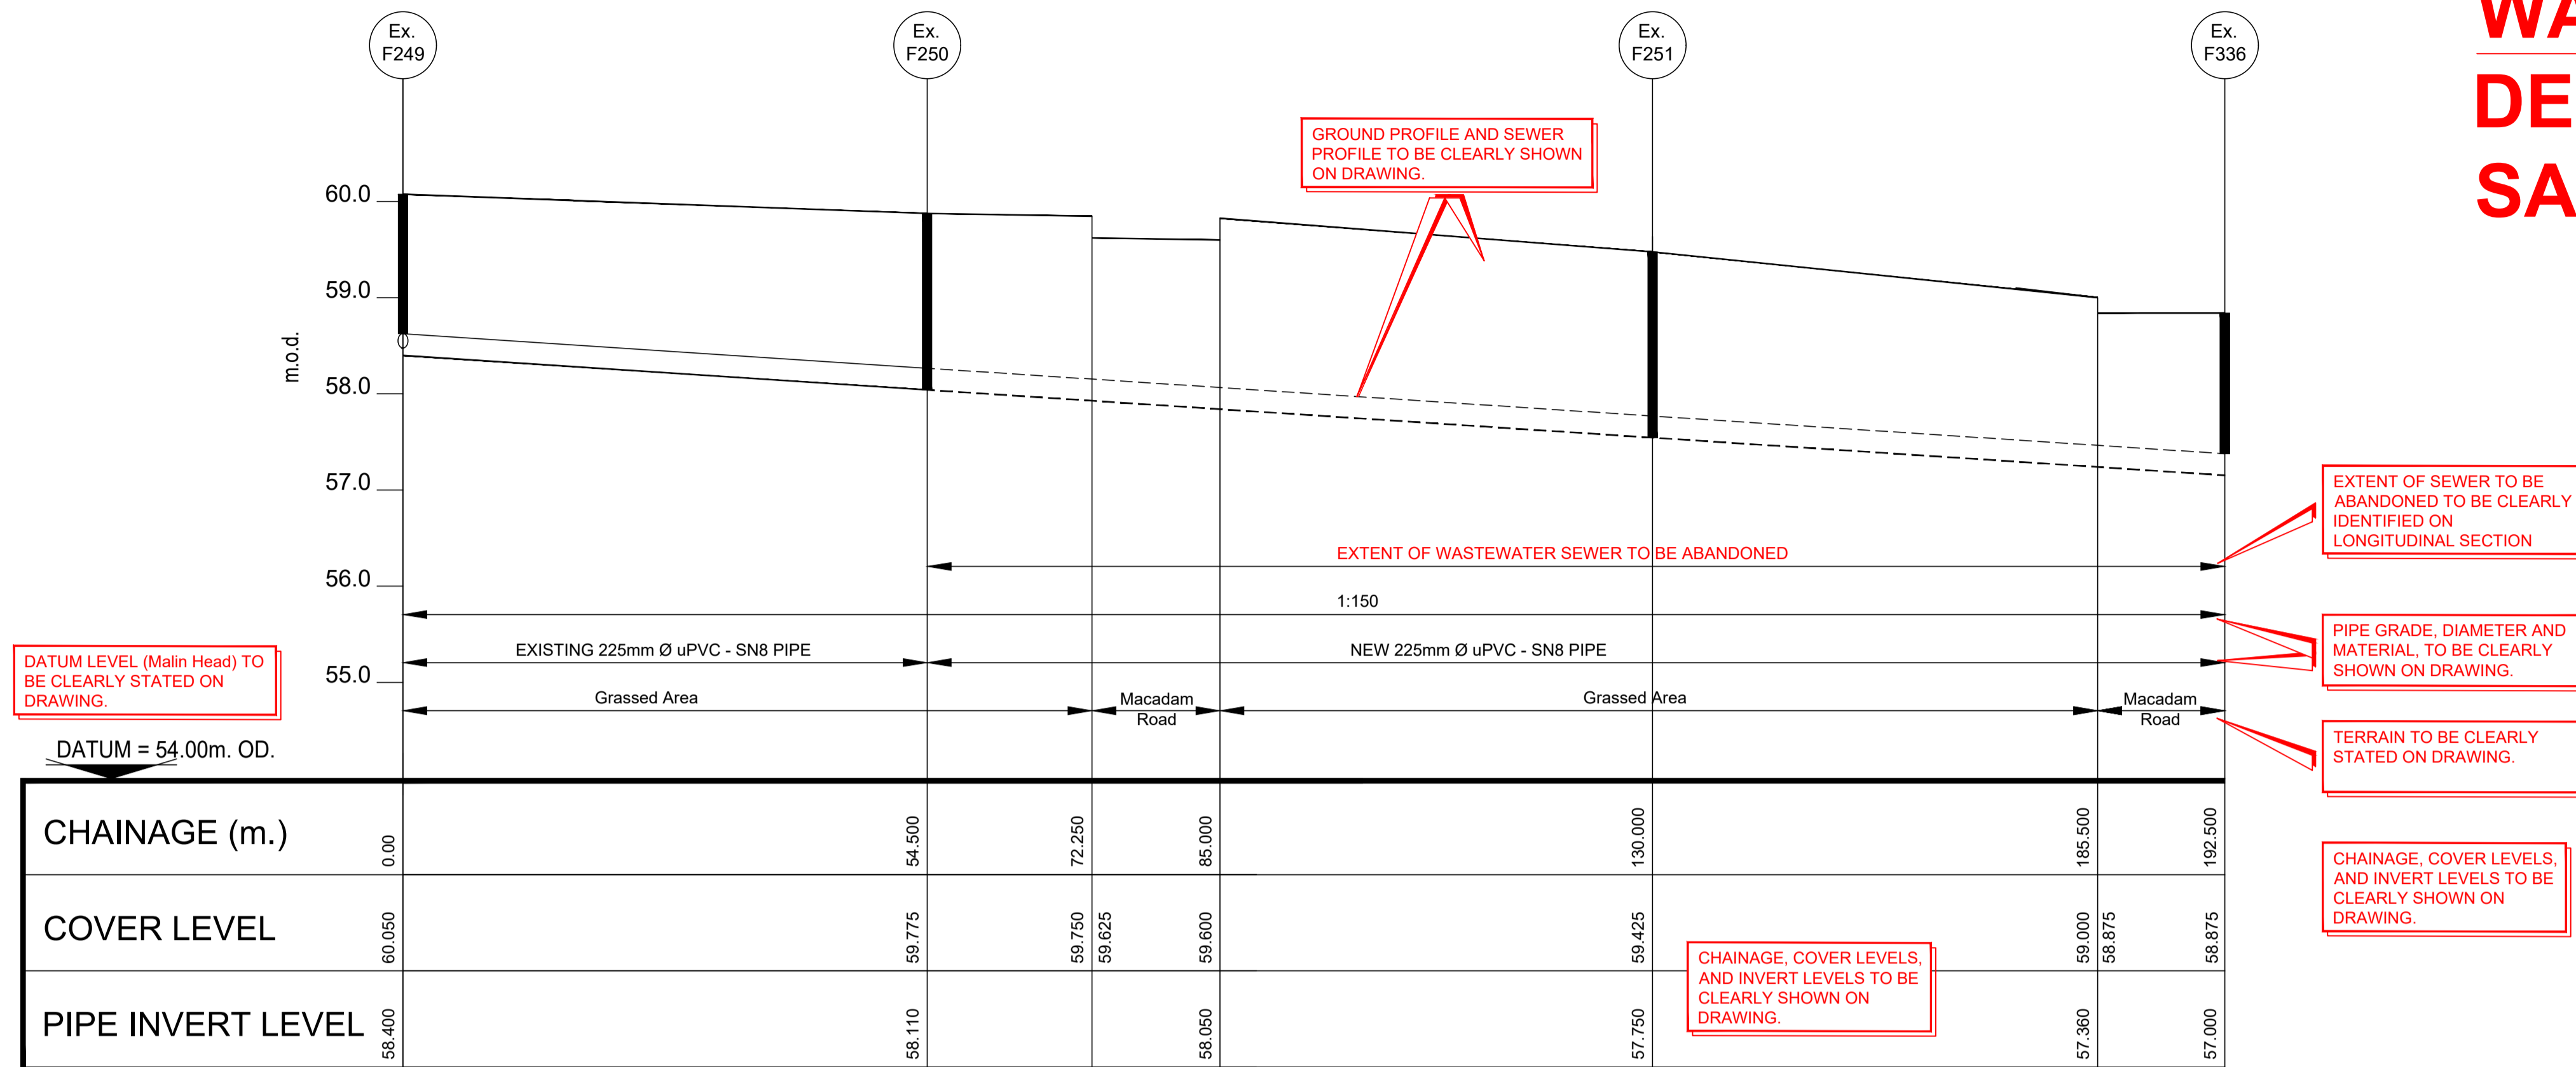 Ex.
F249
Ex.
F250
Ex.
F251
Ex.
F336
WA
DE
SA
GROUND PROFILE AND SEWER
PROFILE TO BE CLEARLY SHOWN
ON DRAWING.
60.0
59.0
58.0
57.0
56.0
55.0
m.o.d.
EXTENT OF SEWER TO BE
ABANDONED TO BE CLEARLY
IDENTIFIED ON
LONGITUDINAL SECTION
EXTENT OF WASTEWATER SEWER TO BE ABANDONED
1:150
EXISTING 225mm Ø uPVC - SN8 PIPE
NEW 225mm Ø uPVC - SN8 PIPE
PIPE GRADE, DIAMETER AND
MATERIAL, TO BE CLEARLY
SHOWN ON DRAWING.
DATUM LEVEL (Malin Head) TO
BE CLEARLY STATED ON
DRAWING.
Grassed Area
Macadam
Road
Grassed Area
Macadam
Road
TERRAIN TO BE CLEARLY
STATED ON DRAWING.
DATUM = 54.00m. OD.
CHAINAGE (m.)
0.00
54.500
72.250
85.000
130.000
185.500
192.500
CHAINAGE, COVER LEVELS,
AND INVERT LEVELS TO BE
CLEARLY SHOWN ON
DRAWING.
COVER LEVEL
60.050
59.775
59.750
59.625
59.600
59.425
59.000
58.875
58.875
CHAINAGE, COVER LEVELS,
AND INVERT LEVELS TO BE
CLEARLY SHOWN ON
DRAWING.
PIPE INVERT LEVEL
58.400
58.110
58.050
57.750
57.360
57.000